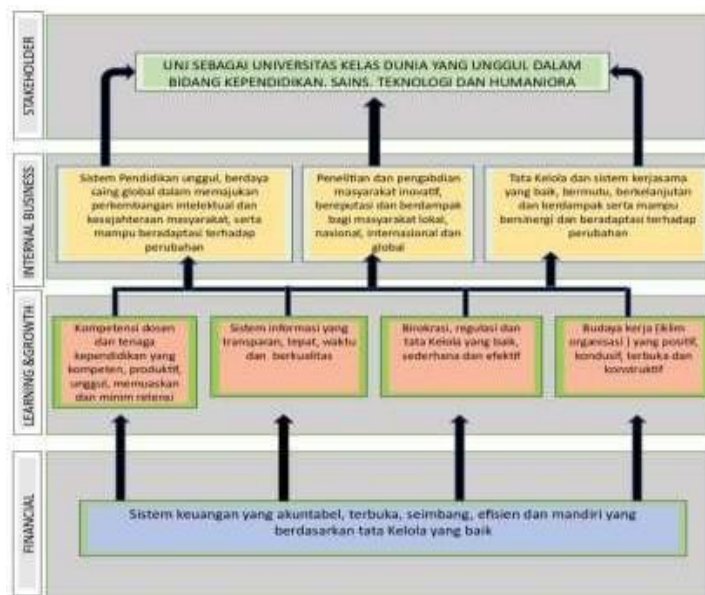 STAKEHOLDER
UNJ SEBAGAI UNIVERSITAS KELAS DUNIA YANG UNGGUL DALAM
BIDANG KEPENDIDIKAN. SAINS. TEKNOLOGI DAN HUMANIORA
INTERNAL BUSINESS
Sistem Pendidikan unggul, berdaya
caing global dalam memajukan
perkembangan intelektual dan
kesejahteraan masyarakat, serta
mampu beradaptasi terhadap
perubahan
Penelitian dan pengabdian
masyarakat inovatif,
bereputasi dan berdampak
bagi masyarakat lokal,
nasional, internasional dan
global
Tata Kelola dan sistem kerjasama
yang baik, bermutu, berkelanjutan
dan berdampak serta mampu
bersinergi dan beradaptasi terhadap
perubahan
LEARNING &GROWTH
Kompetensi dosen
dan tenaga
kependidikan yang
kompeten, produktif,
unggul, memuaskan
dan minim retensi
Sistem informasi yang
transparan, tepat, waktu
dan berkualitas
Birokrasi, regulasi dan
tata Kelola yang baik,
sederhana dan efektif
Budaya kerja (iklim
organisasi ) yang positif,
kondusif, terbuka dan
konstruktif
FINANCIAL
Sistem keuangan yang akuntabel, terbuka, seimbang, efisien dan mandiri yang
berdasarkan tata Kelola yang baik